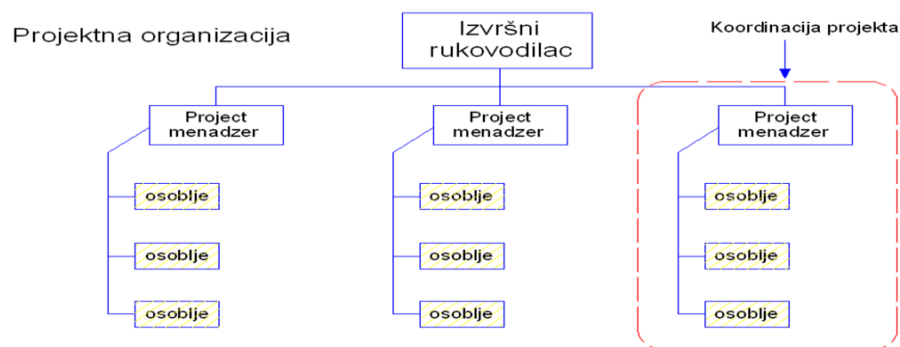 Projektna organizacija
Izvršni
rukovodilac
Koordinacija projekta
Project
menadzer
Project
menadzer
Project
menadzer
osoblje
osoblje
osoblje
osoblje
osoblje
osoblje
osoblje
osoblje
osoblje